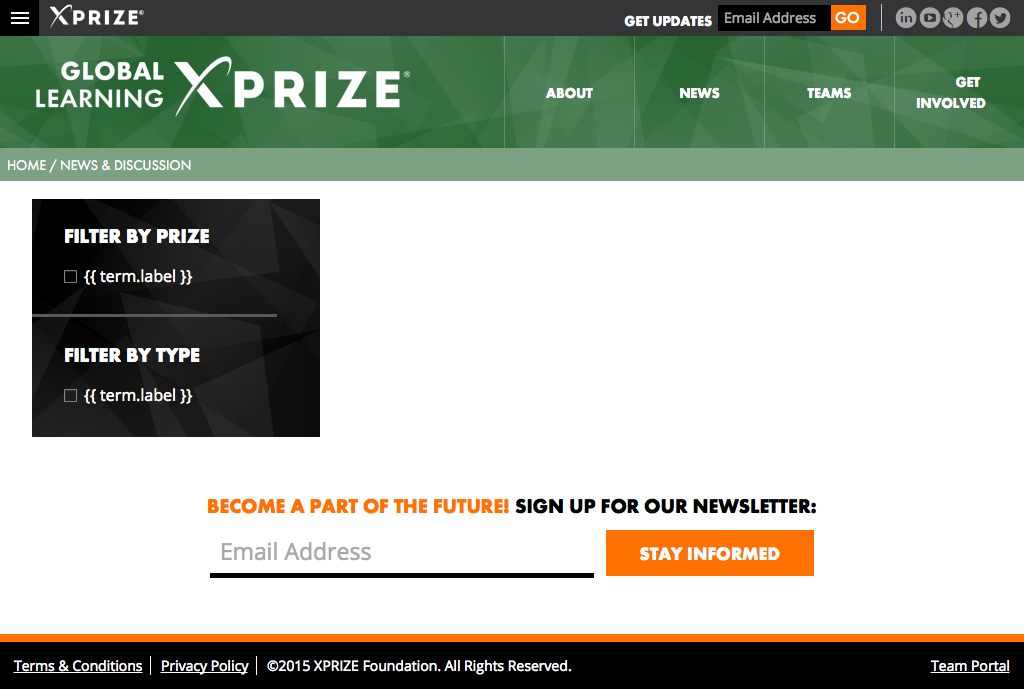 XPRIZE®
GET UPDATES
Email Address
GO
GLOBAL
LEARNING
XPRIZE®
ABOUT
NEWS
TEAMS
GET
INVOLVED
HOME / NEWS & DISCUSSION
FILTER BY PRIZE
{{ term.label }}
FILTER BY TYPE
{{ term.label }}
BECOME A PART OF THE FUTURE! SIGN UP FOR OUR NEWSLETTER:
Email Address
STAY INFORMED
Terms & Conditions
Privacy Policy
©2015 XPRIZE Foundation. All Rights Reserved.
Team Portal